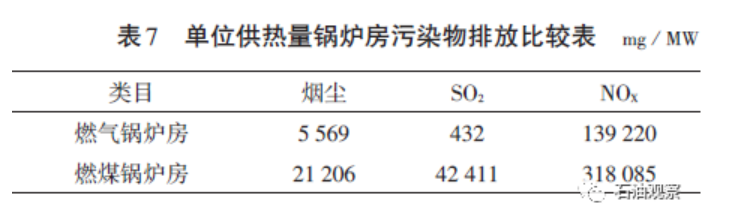 表7 单位供热量锅炉房污染物排放比较表 mg / MW
类目 烟尘 SO₂ NOₓ
燃气锅炉房 5 569 432 139 220
燃煤锅炉房 21 206 42 411 318 085
石油观察